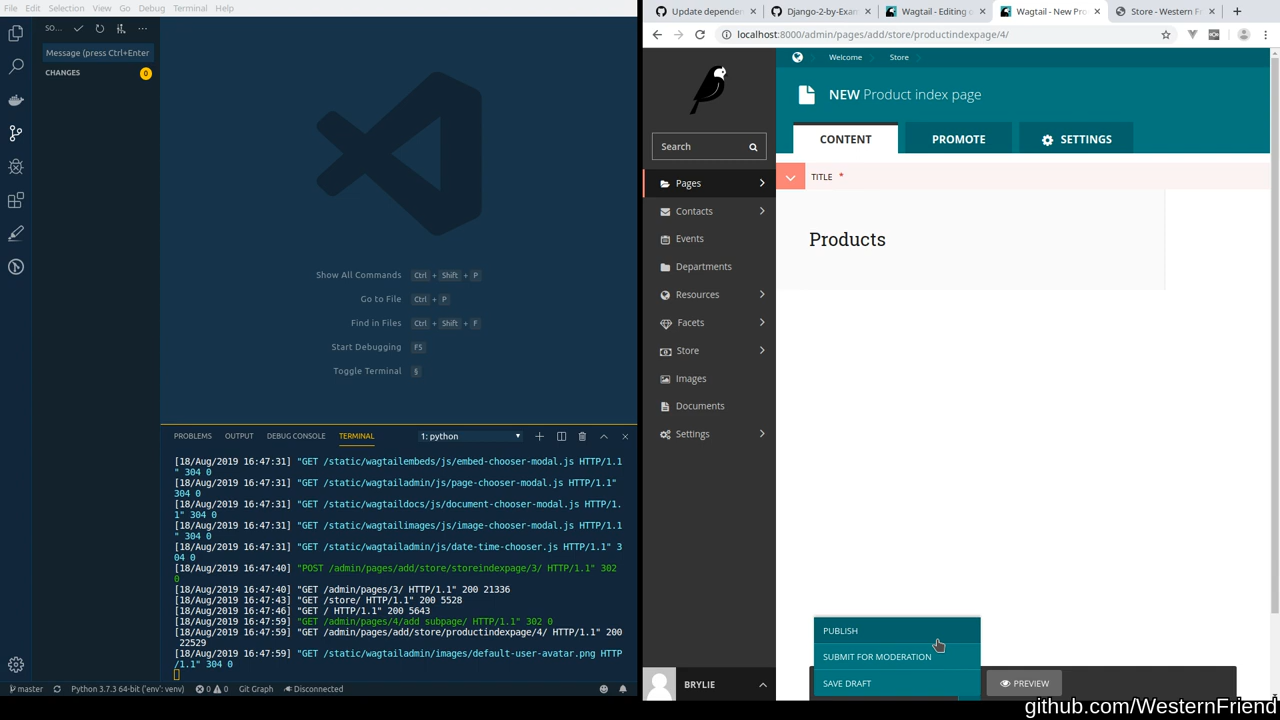 File Edit Selection View Go Debug Terminal Help
SO...
Message (press Ctrl+Enter
CHANGES 0
Show All Commands Ctrl + Shift + P
Go to File Ctrl + P
Find in Files Ctrl + Shift + F
Start Debugging F5
Toggle Terminal §
PROBLEMS OUTPUT DEBUG CONSOLE TERMINAL 1: python
[18/Aug/2019 16:47:31] "GET /static/wagtailembeds/js/embed-chooser-modal.js HTTP/1.1
" 304 0
[18/Aug/2019 16:47:31] "GET /static/wagtailadmin/js/page-chooser-modal.js HTTP/1.1"
304 0
[18/Aug/2019 16:47:31] "GET /static/wagtaildocs/js/document-chooser-modal.js HTTP/1.
1" 304 0
[18/Aug/2019 16:47:31] "GET /static/wagtailimages/js/image-chooser-modal.js HTTP/1.1
" 304 0
[18/Aug/2019 16:47:31] "GET /static/wagtailadmin/js/date-time-chooser.js HTTP/1.1" 3
04 0
[18/Aug/2019 16:47:40] "POST /admin/pages/add/store/storeindexpage/3/ HTTP/1.1" 302
0
[18/Aug/2019 16:47:40] "GET /admin/pages/3/ HTTP/1.1" 200 21336
[18/Aug/2019 16:47:43] "GET /store/ HTTP/1.1" 200 5528
[18/Aug/2019 16:47:46] "GET / HTTP/1.1" 200 5643
[18/Aug/2019 16:47:59] "GET /admin/pages/4/add_subpage/ HTTP/1.1" 302 0
[18/Aug/2019 16:47:59] "GET /admin/pages/add/store/productindexpage/4/ HTTP/1.1" 200
22529
[18/Aug/2019 16:47:59] "GET /static/wagtailadmin/images/default-user-avatar.png HTTP
/1.1" 304 0
master Python 3.7.3 64-bit ('env': venv) 0 0 Git Graph Disconnected
Update depender Django-2-by-Exam Wagtail - Editing o Wagtail - New Pro Store - Western Fr
localhost:8000/admin/pages/add/store/productindexpage/4/
Welcome Store
NEW Product index page
CONTENT PROMOTE SETTINGS
TITLE *
Products
Search
Pages
Contacts
Events
Departments
Resources
Facets
Store
Images
Documents
Settings
BRYLIE
PUBLISH
SUBMIT FOR MODERATION
SAVE DRAFT
PREVIEW
github.com/WesternFriend